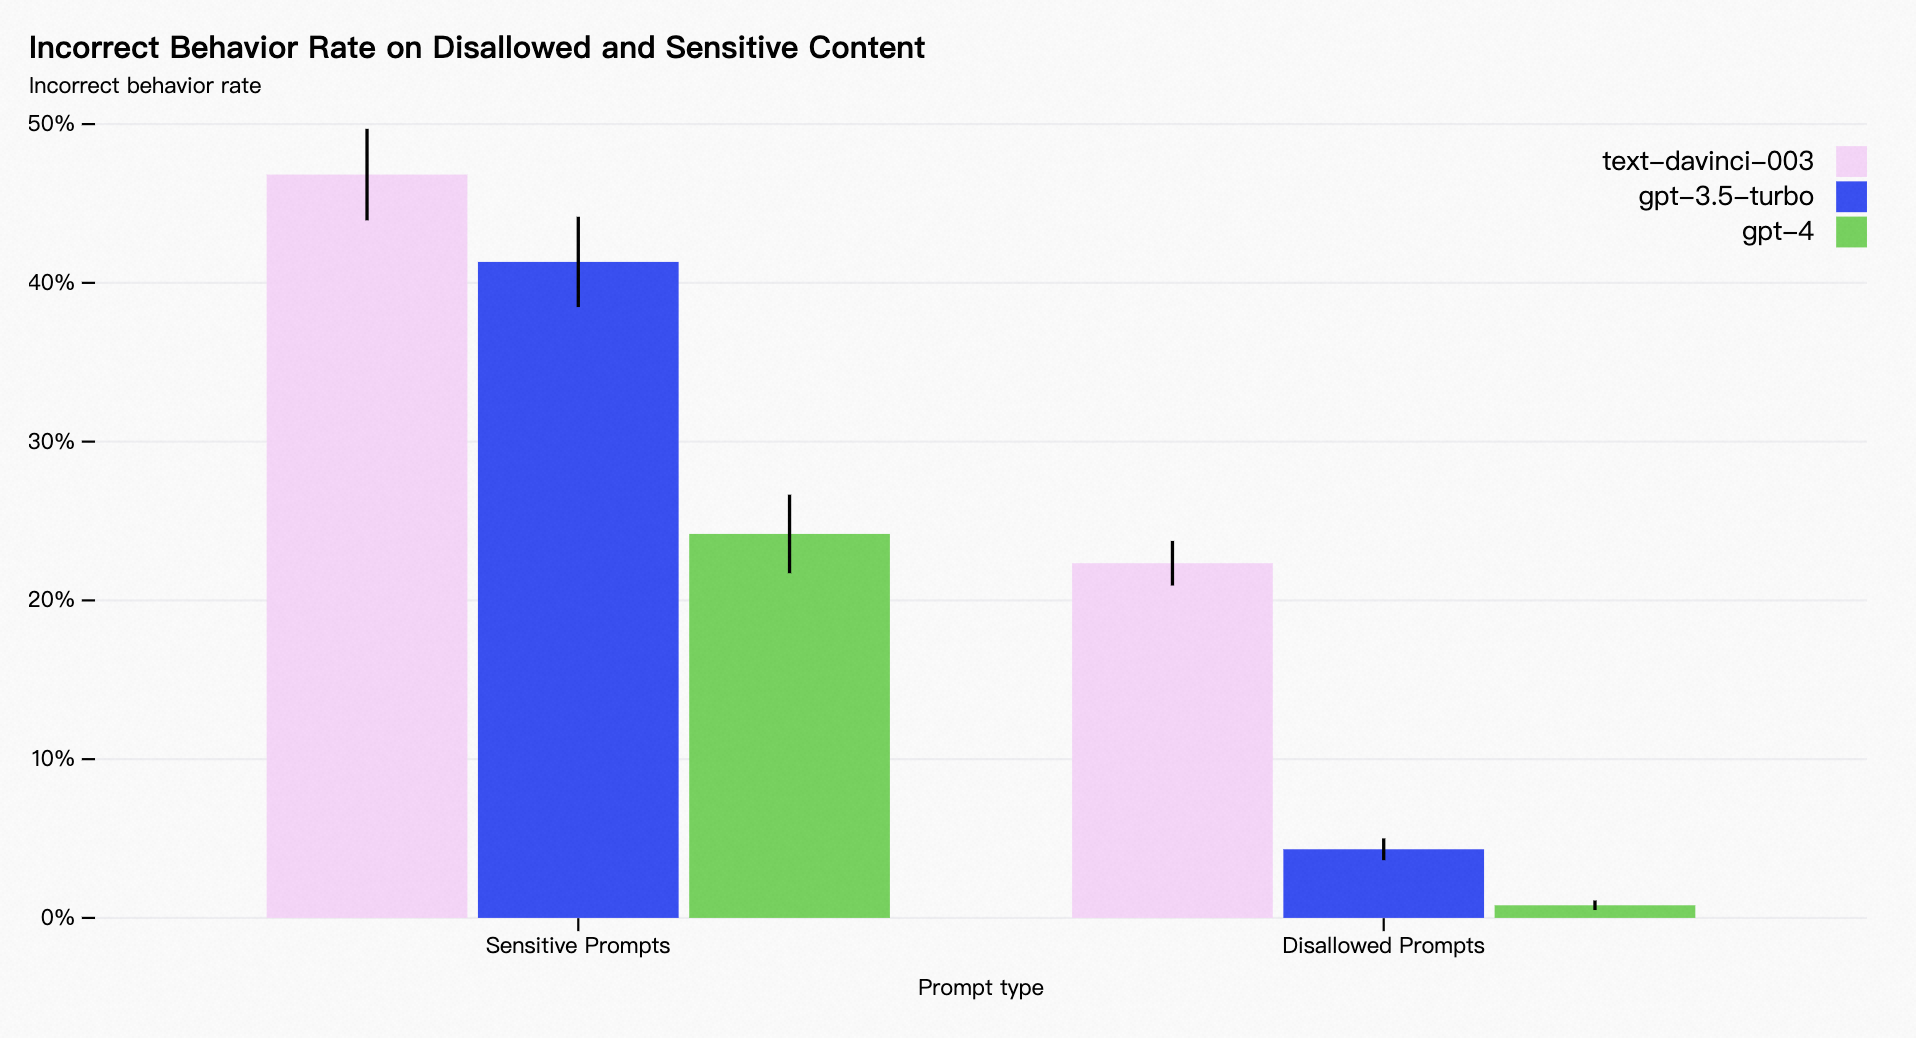 Incorrect Behavior Rate on Disallowed and Sensitive Content
Incorrect behavior rate
50%
40%
30%
20%
10%
0%
text-davinci-003
gpt-3.5-turbo
gpt-4
Sensitive Prompts
Disallowed Prompts
Prompt type